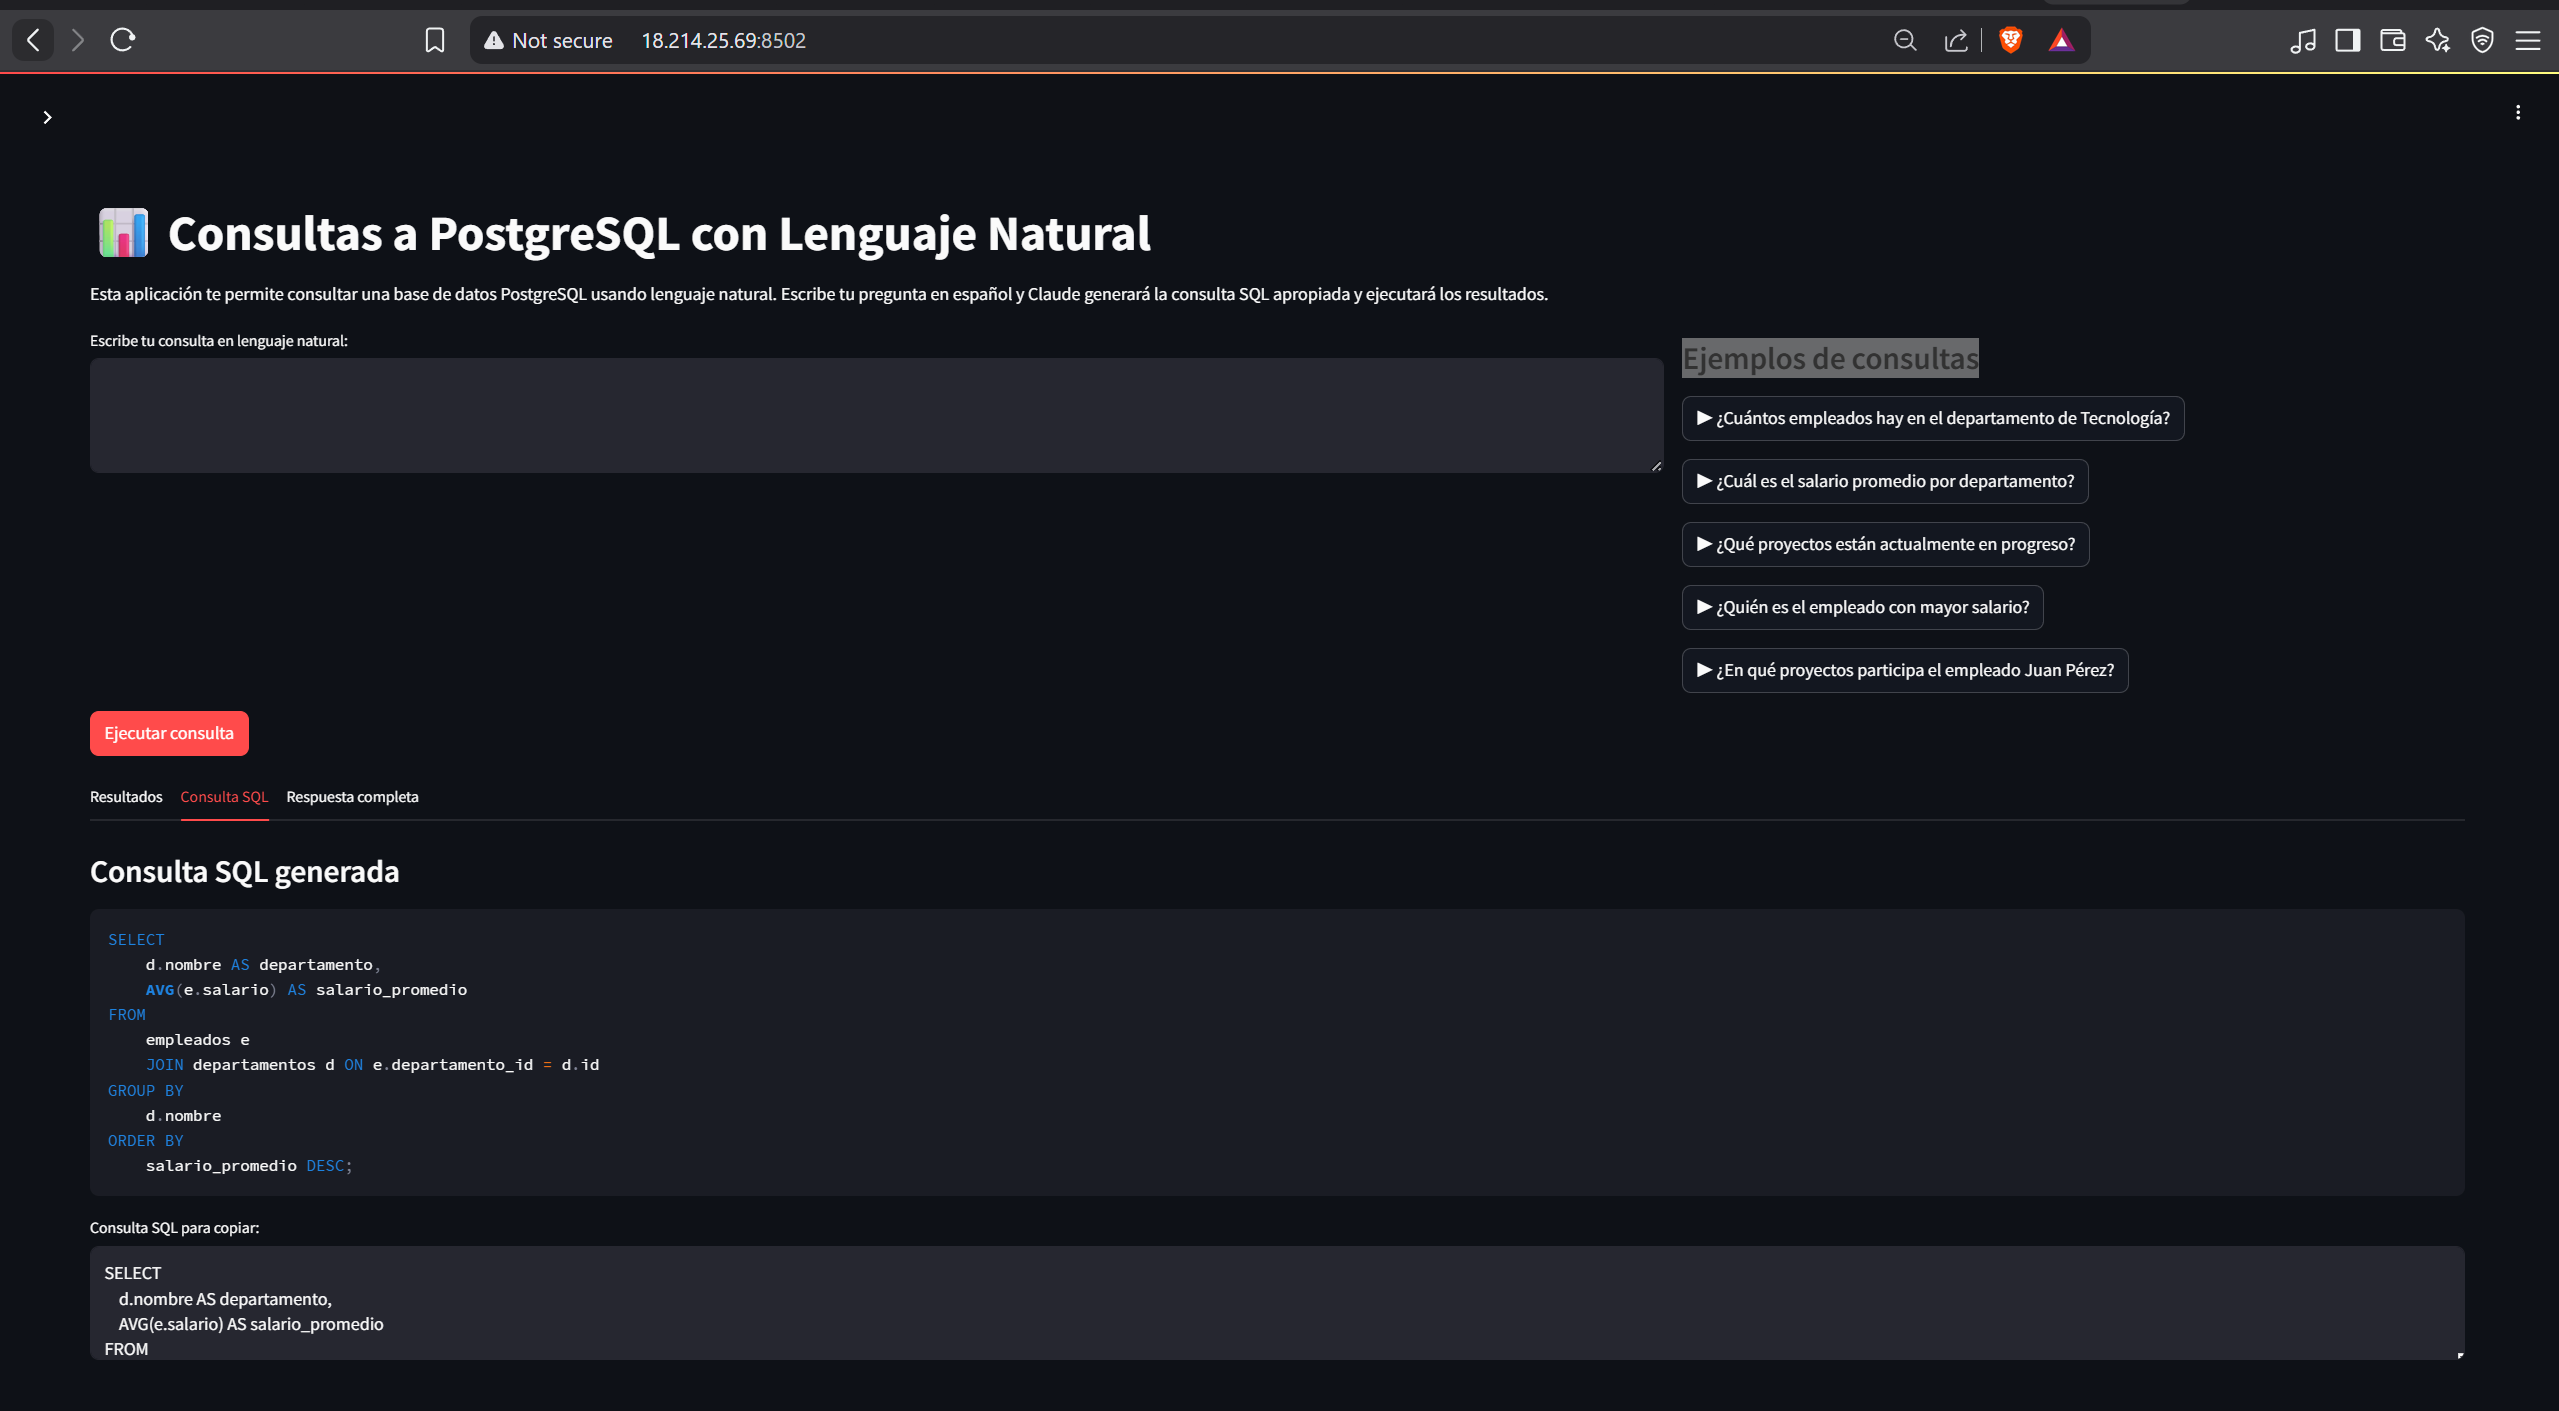 Not secure 18.214.25.69:8502
Consultas a PostgreSQL con Lenguaje Natural
Esta aplicación te permite consultar una base de datos PostgreSQL usando lenguaje natural. Escribe tu pregunta en español y Claude generará la consulta SQL apropiada y ejecutará los resultados.
Escribe tu consulta en lenguaje natural:
Ejemplos de consultas
▶ ¿Cuántos empleados hay en el departamento de Tecnología?
▶ ¿Cuál es el salario promedio por departamento?
▶ ¿Qué proyectos están actualmente en progreso?
▶ ¿Quién es el empleado con mayor salario?
▶ ¿En qué proyectos participa el empleado Juan Pérez?
Ejecutar consulta
Resultados Consulta SQL Respuesta completa
Consulta SQL generada
SELECT
    d.nombre AS departamento,
    AVG(e.salario) AS salario_promedio
FROM
    empleados e
    JOIN departamentos d ON e.departamento_id = d.id
GROUP BY
    d.nombre
ORDER BY
    salario_promedio DESC;
Consulta SQL para copiar:
SELECT
    d.nombre AS departamento,
    AVG(e.salario) AS salario_promedio
FROM